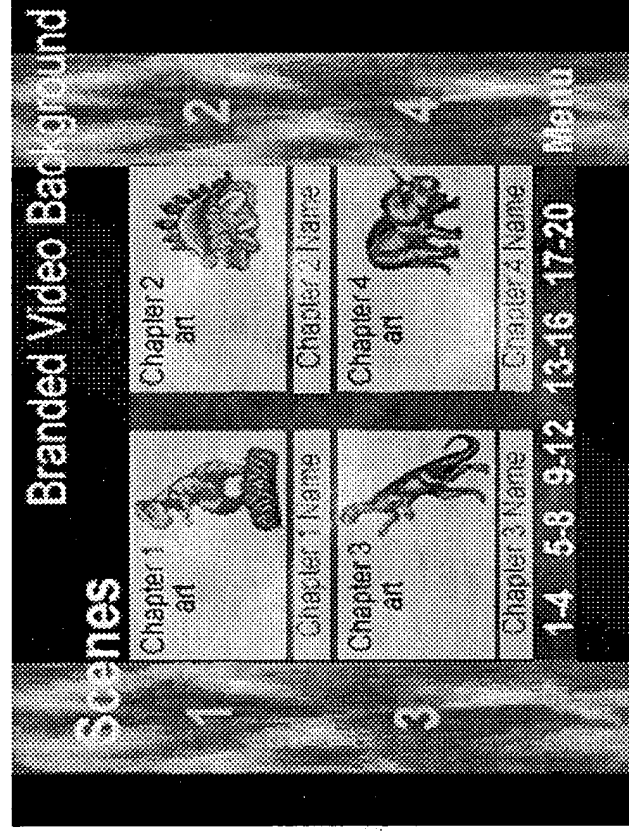 Branded Video Background
Scenes
1
Chapter 1
art
Chapter 1 Name
Chapter 2
art
Chapter 2 Name
2
3
Chapter 3
art
Chapter 3 Name
Chapter 4
art
Chapter 4 Name
4
1-4 5-8 9-12 13-16 17-20 Menu